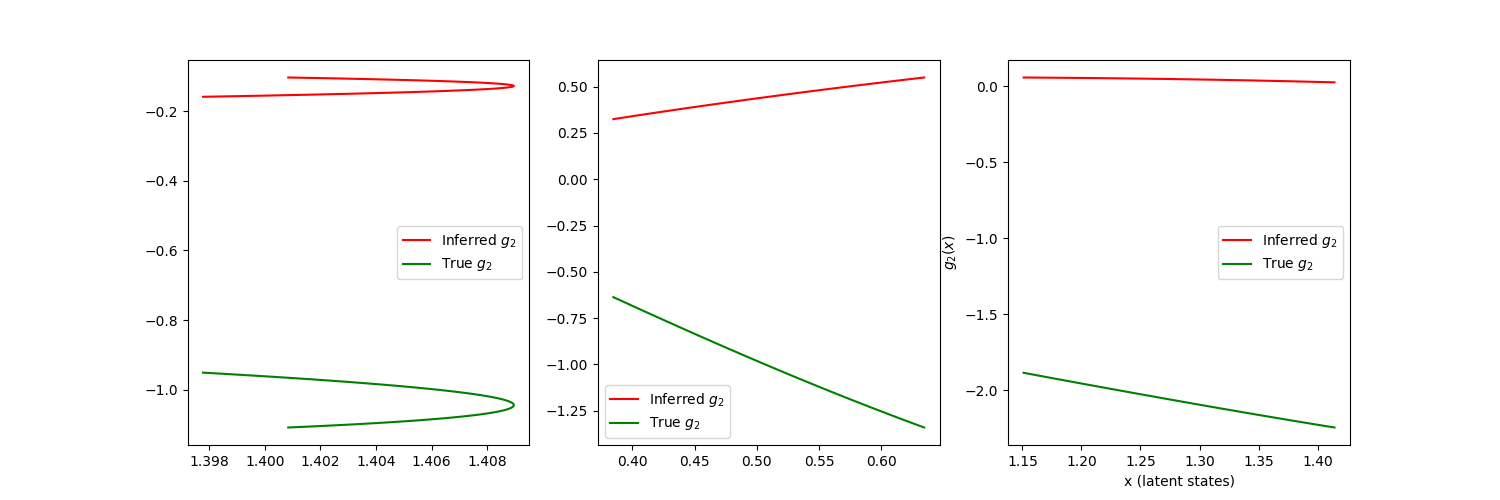 −0.2
−0.4
−0.6
−0.8
−1.0
1.398 1.400 1.402 1.404 1.406 1.408
Inferred g₂
True g₂
0.50
0.25
0.00
−0.25
−0.50
−0.75
−1.00
−1.25
0.40 0.45 0.50 0.55 0.60
Inferred g₂
True g₂
g₂(x)
0.0
−0.5
−1.0
−1.5
−2.0
1.15 1.20 1.25 1.30 1.35 1.40
x (latent states)
Inferred g₂
True g₂